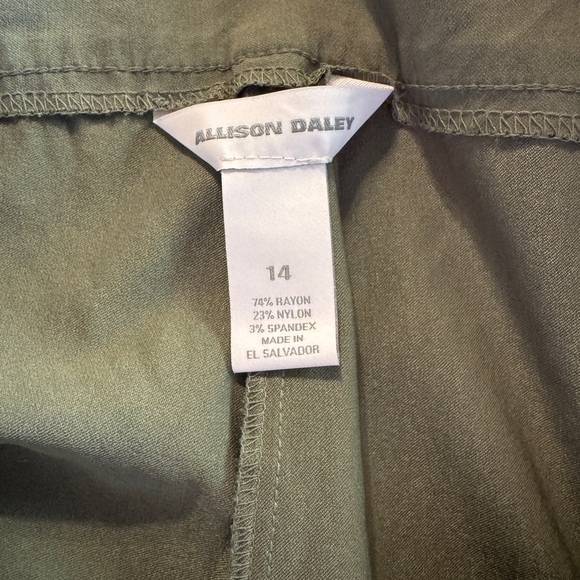 ALLISON DALEY
14
74% RAYON
23% NYLON
3% SPANDEX
MADE IN
EL SALVADOR